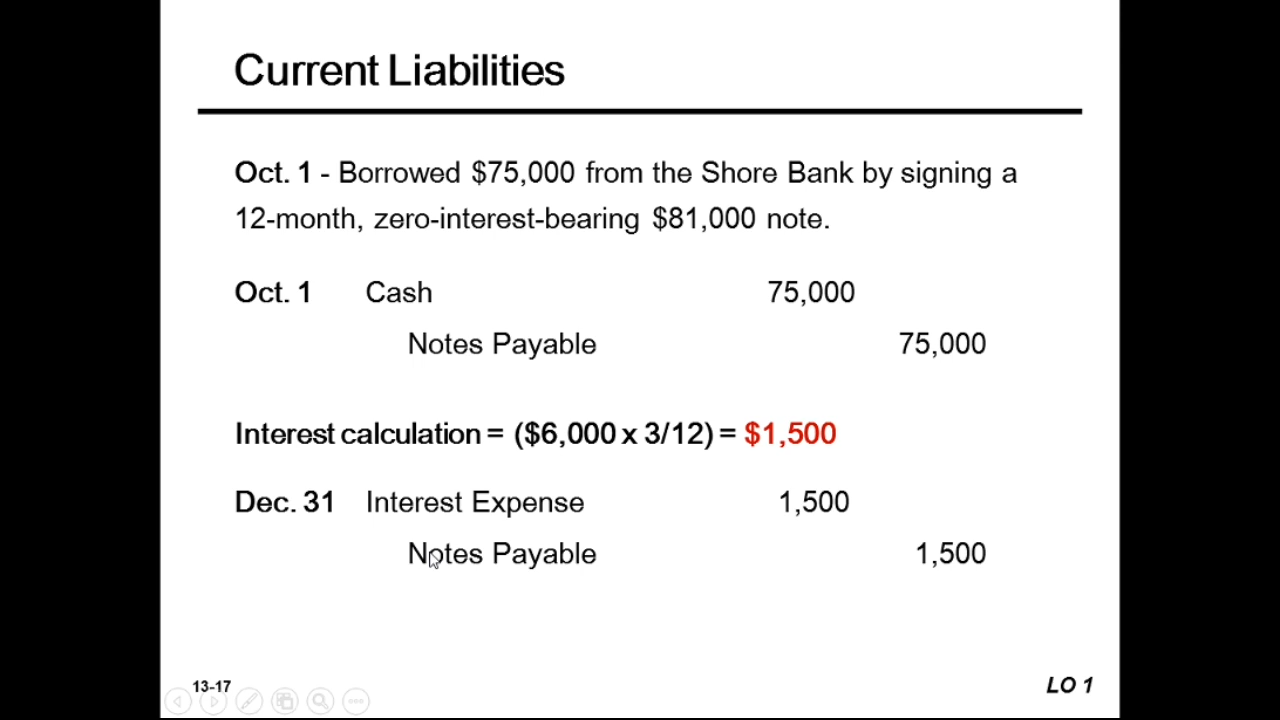 Current Liabilities
Oct. 1 - Borrowed $75,000 from the Shore Bank by signing a
12-month, zero-interest-bearing $81,000 note.
Oct. 1 Cash 75,000
Notes Payable 75,000
Interest calculation = ($6,000 x 3/12) = $1,500
Dec. 31 Interest Expense 1,500
Notes Payable 1,500
13-17
LO 1